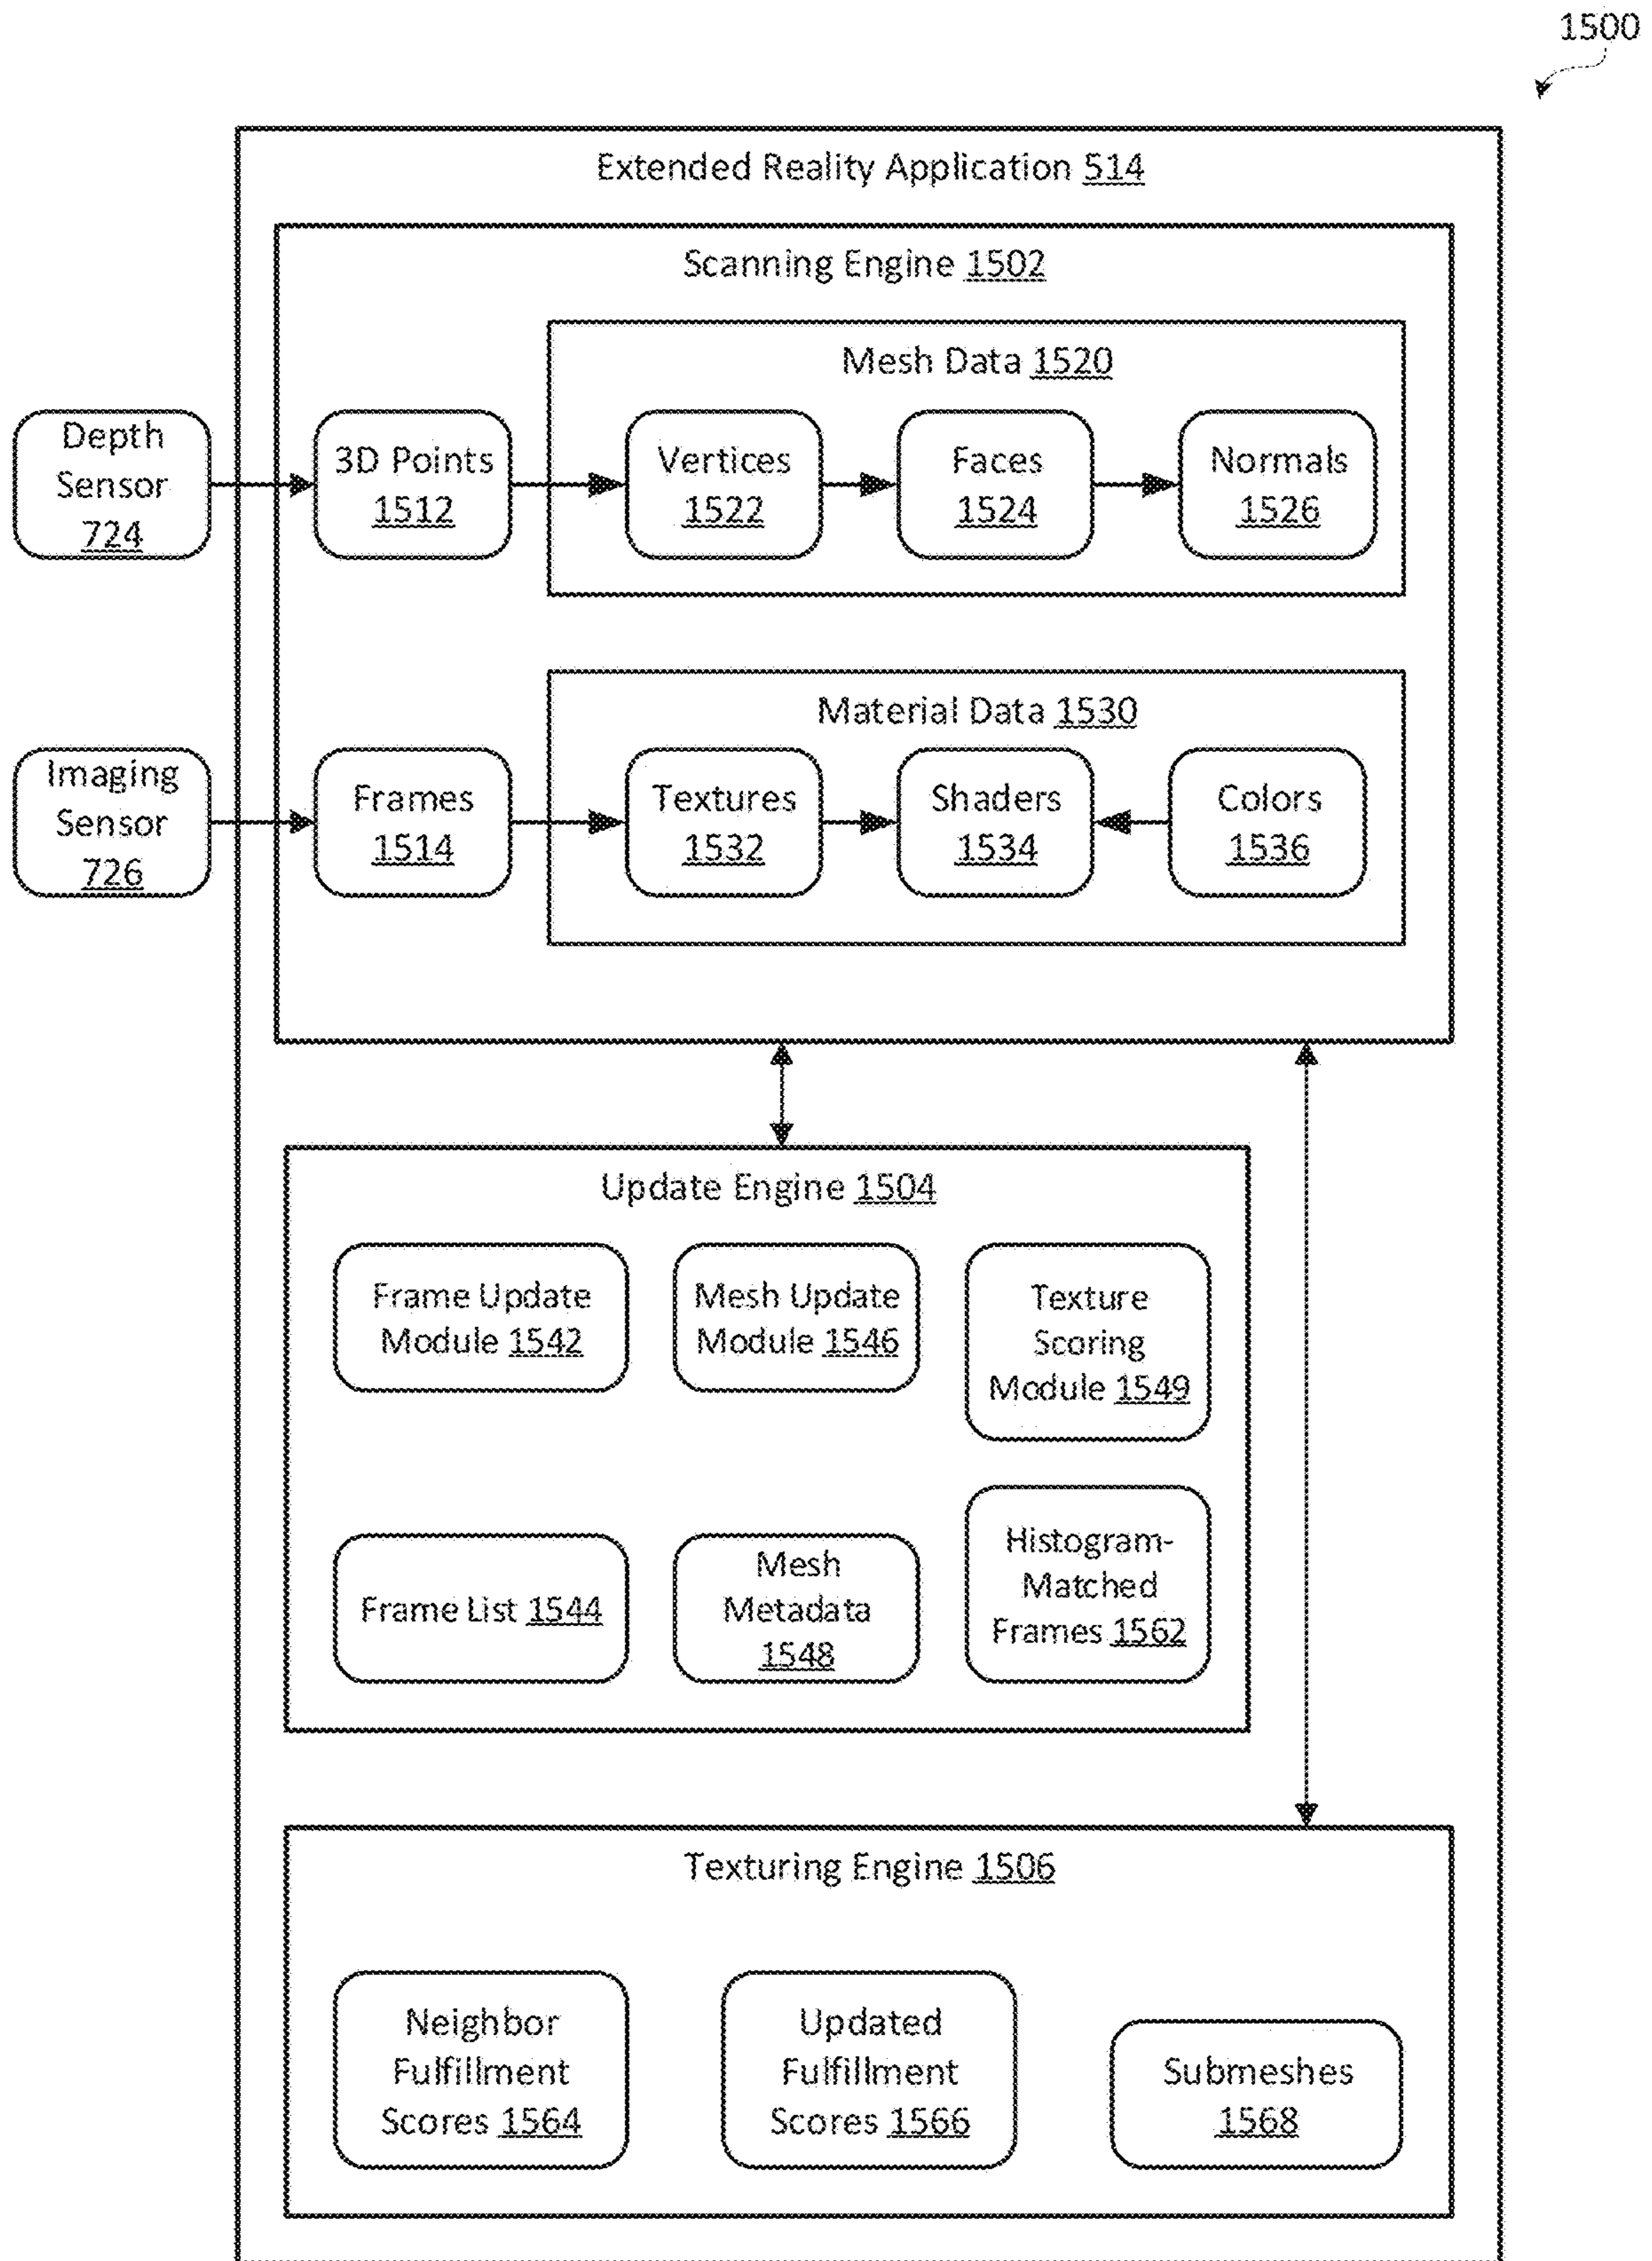 1500
Extended Reality Application 514
Scanning Engine 1502
Mesh Data 1520
Depth
Sensor
724
3D Points
1512
Vertices
1522
Faces
1524
Normals
1526
Material Data 1530
Imaging
Sensor
726
Frames
1514
Textures
1532
Shaders
1534
Colors
1536
Update Engine 1504
Frame Update
Module 1542
Mesh Update
Module 1546
Texture
Scoring
Module 1549
Frame List 1544
Mesh
Metadata
1548
Histogram-
Matched
Frames 1562
Texturing Engine 1506
Neighbor
Fulfillment
Scores 1564
Updated
Fulfillment
Scores 1566
Submeshes
1568